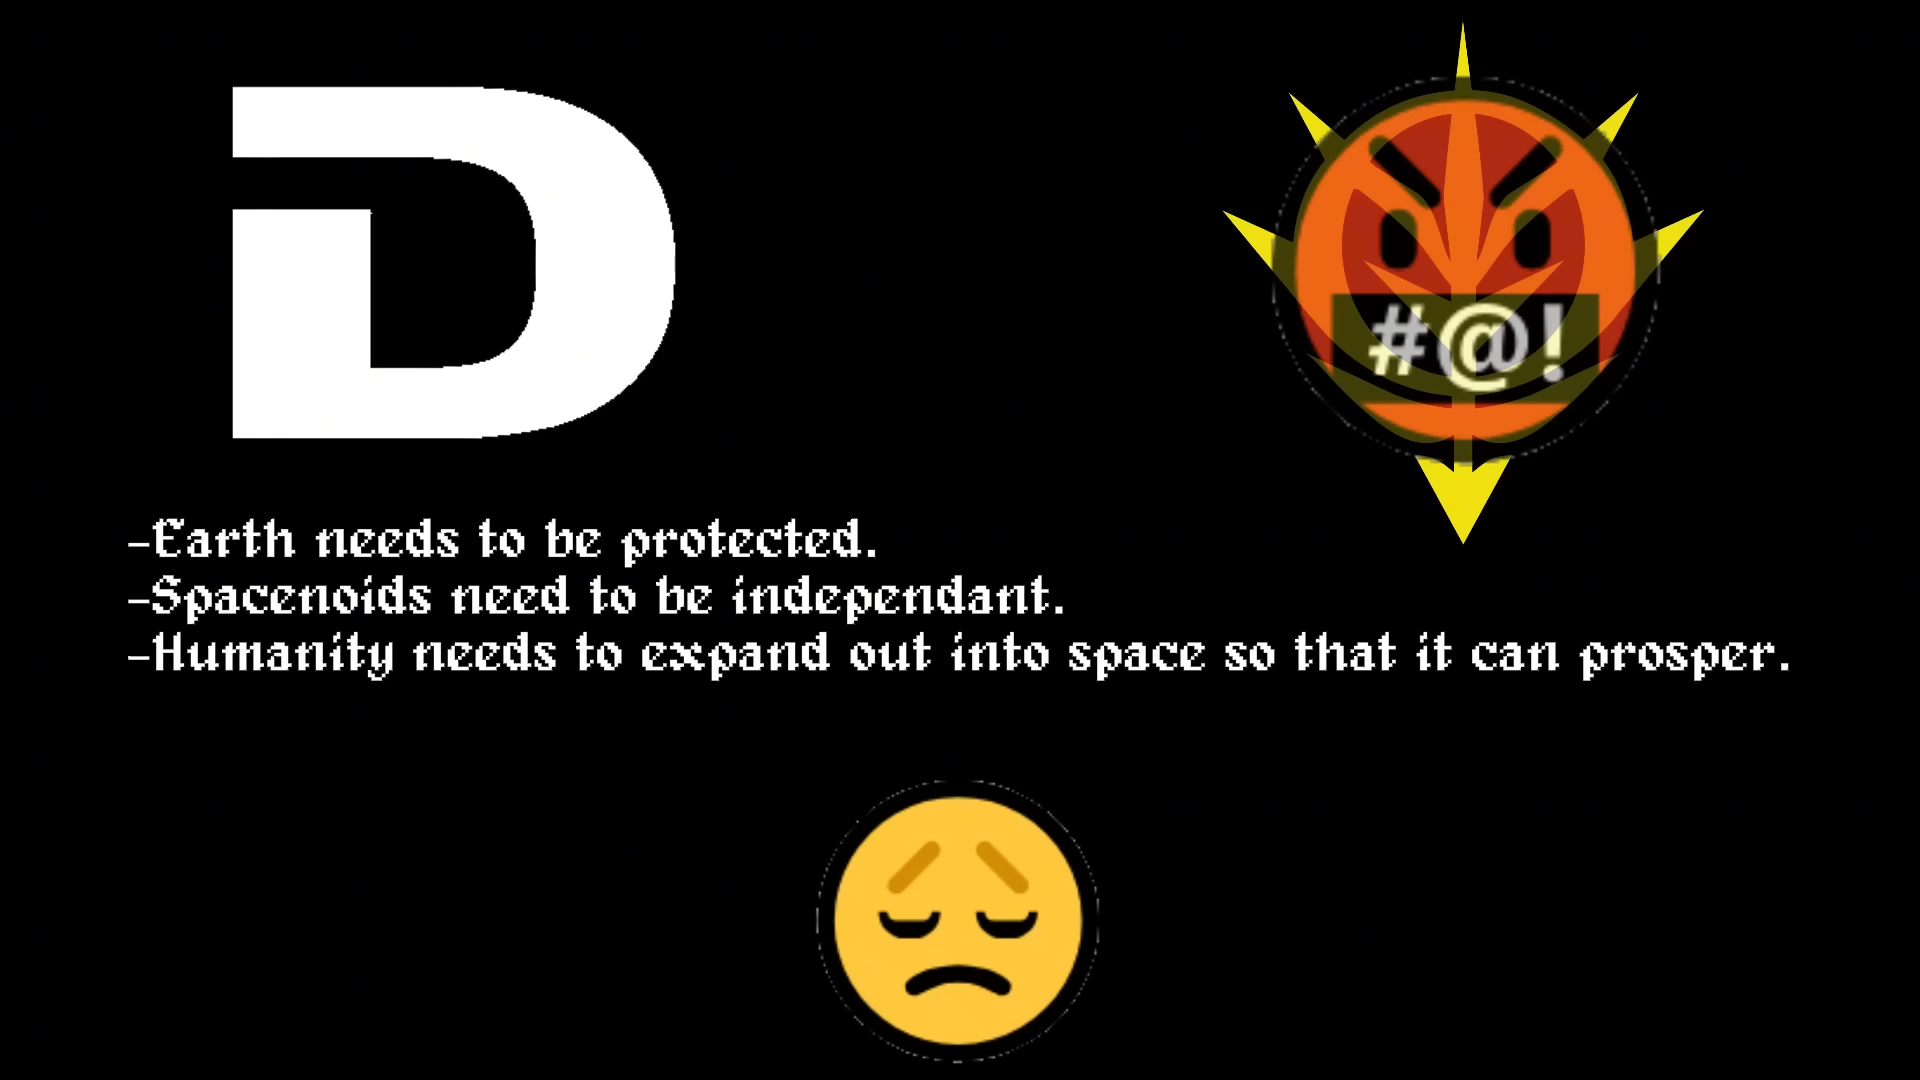 D
#@!
-Earth needs to be protected.
-Spacenoids need to be independant.
-Humanity needs to expand out into space so that it can prosper.